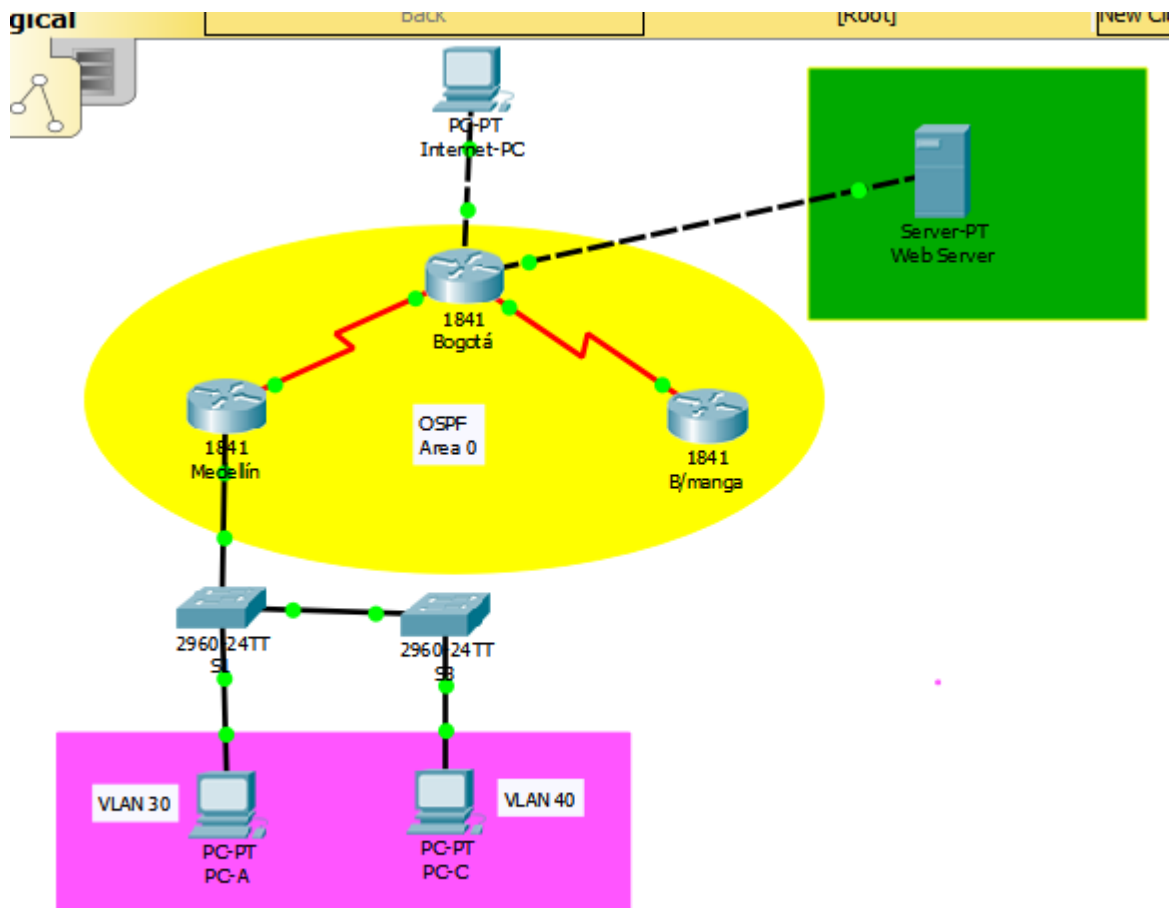 gical
Back
[Root]
PC-PT
Internet-PC
Server-PT
Web Server
1841
Bogotá
OSPF
Area 0
1841
Medellín
1841
B/manga
2960-24TT
S1
2960-24TT
S3
VLAN 30
VLAN 40
PC-PT
PC-A
PC-PT
PC-C